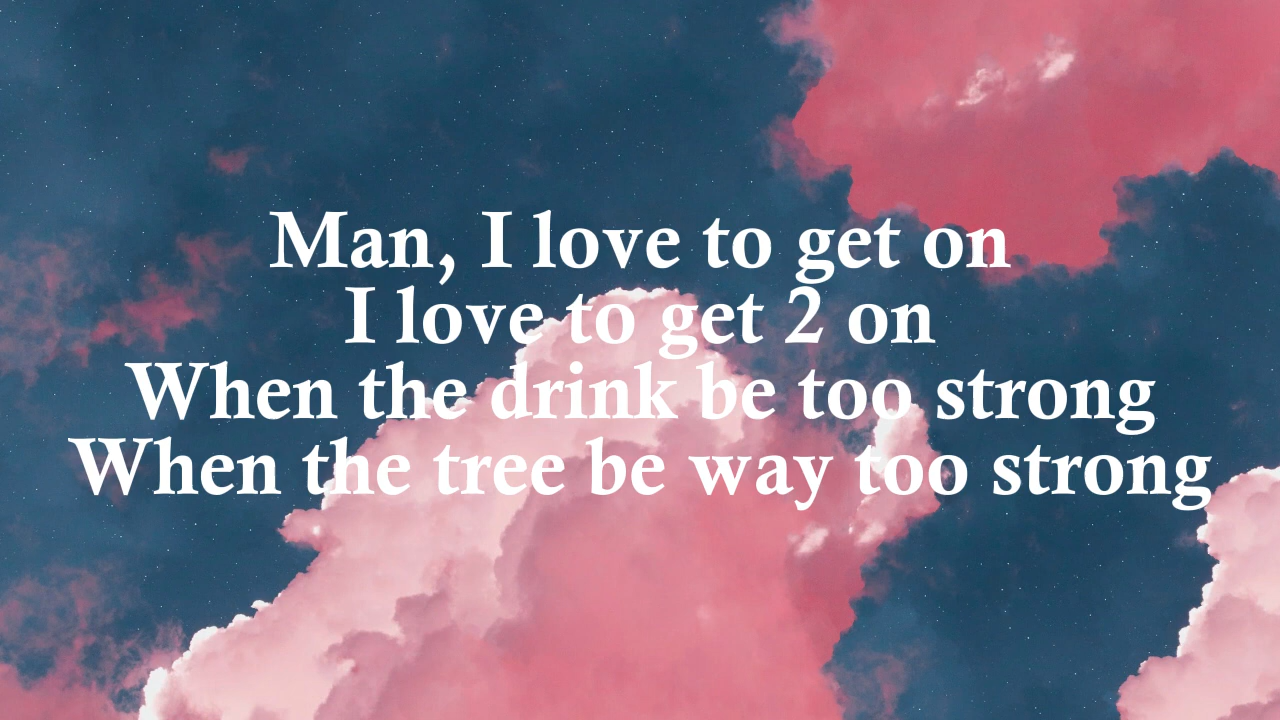 Man, I love to get on
I love to get 2 on
When the drink be too strong
When the tree be way too strong